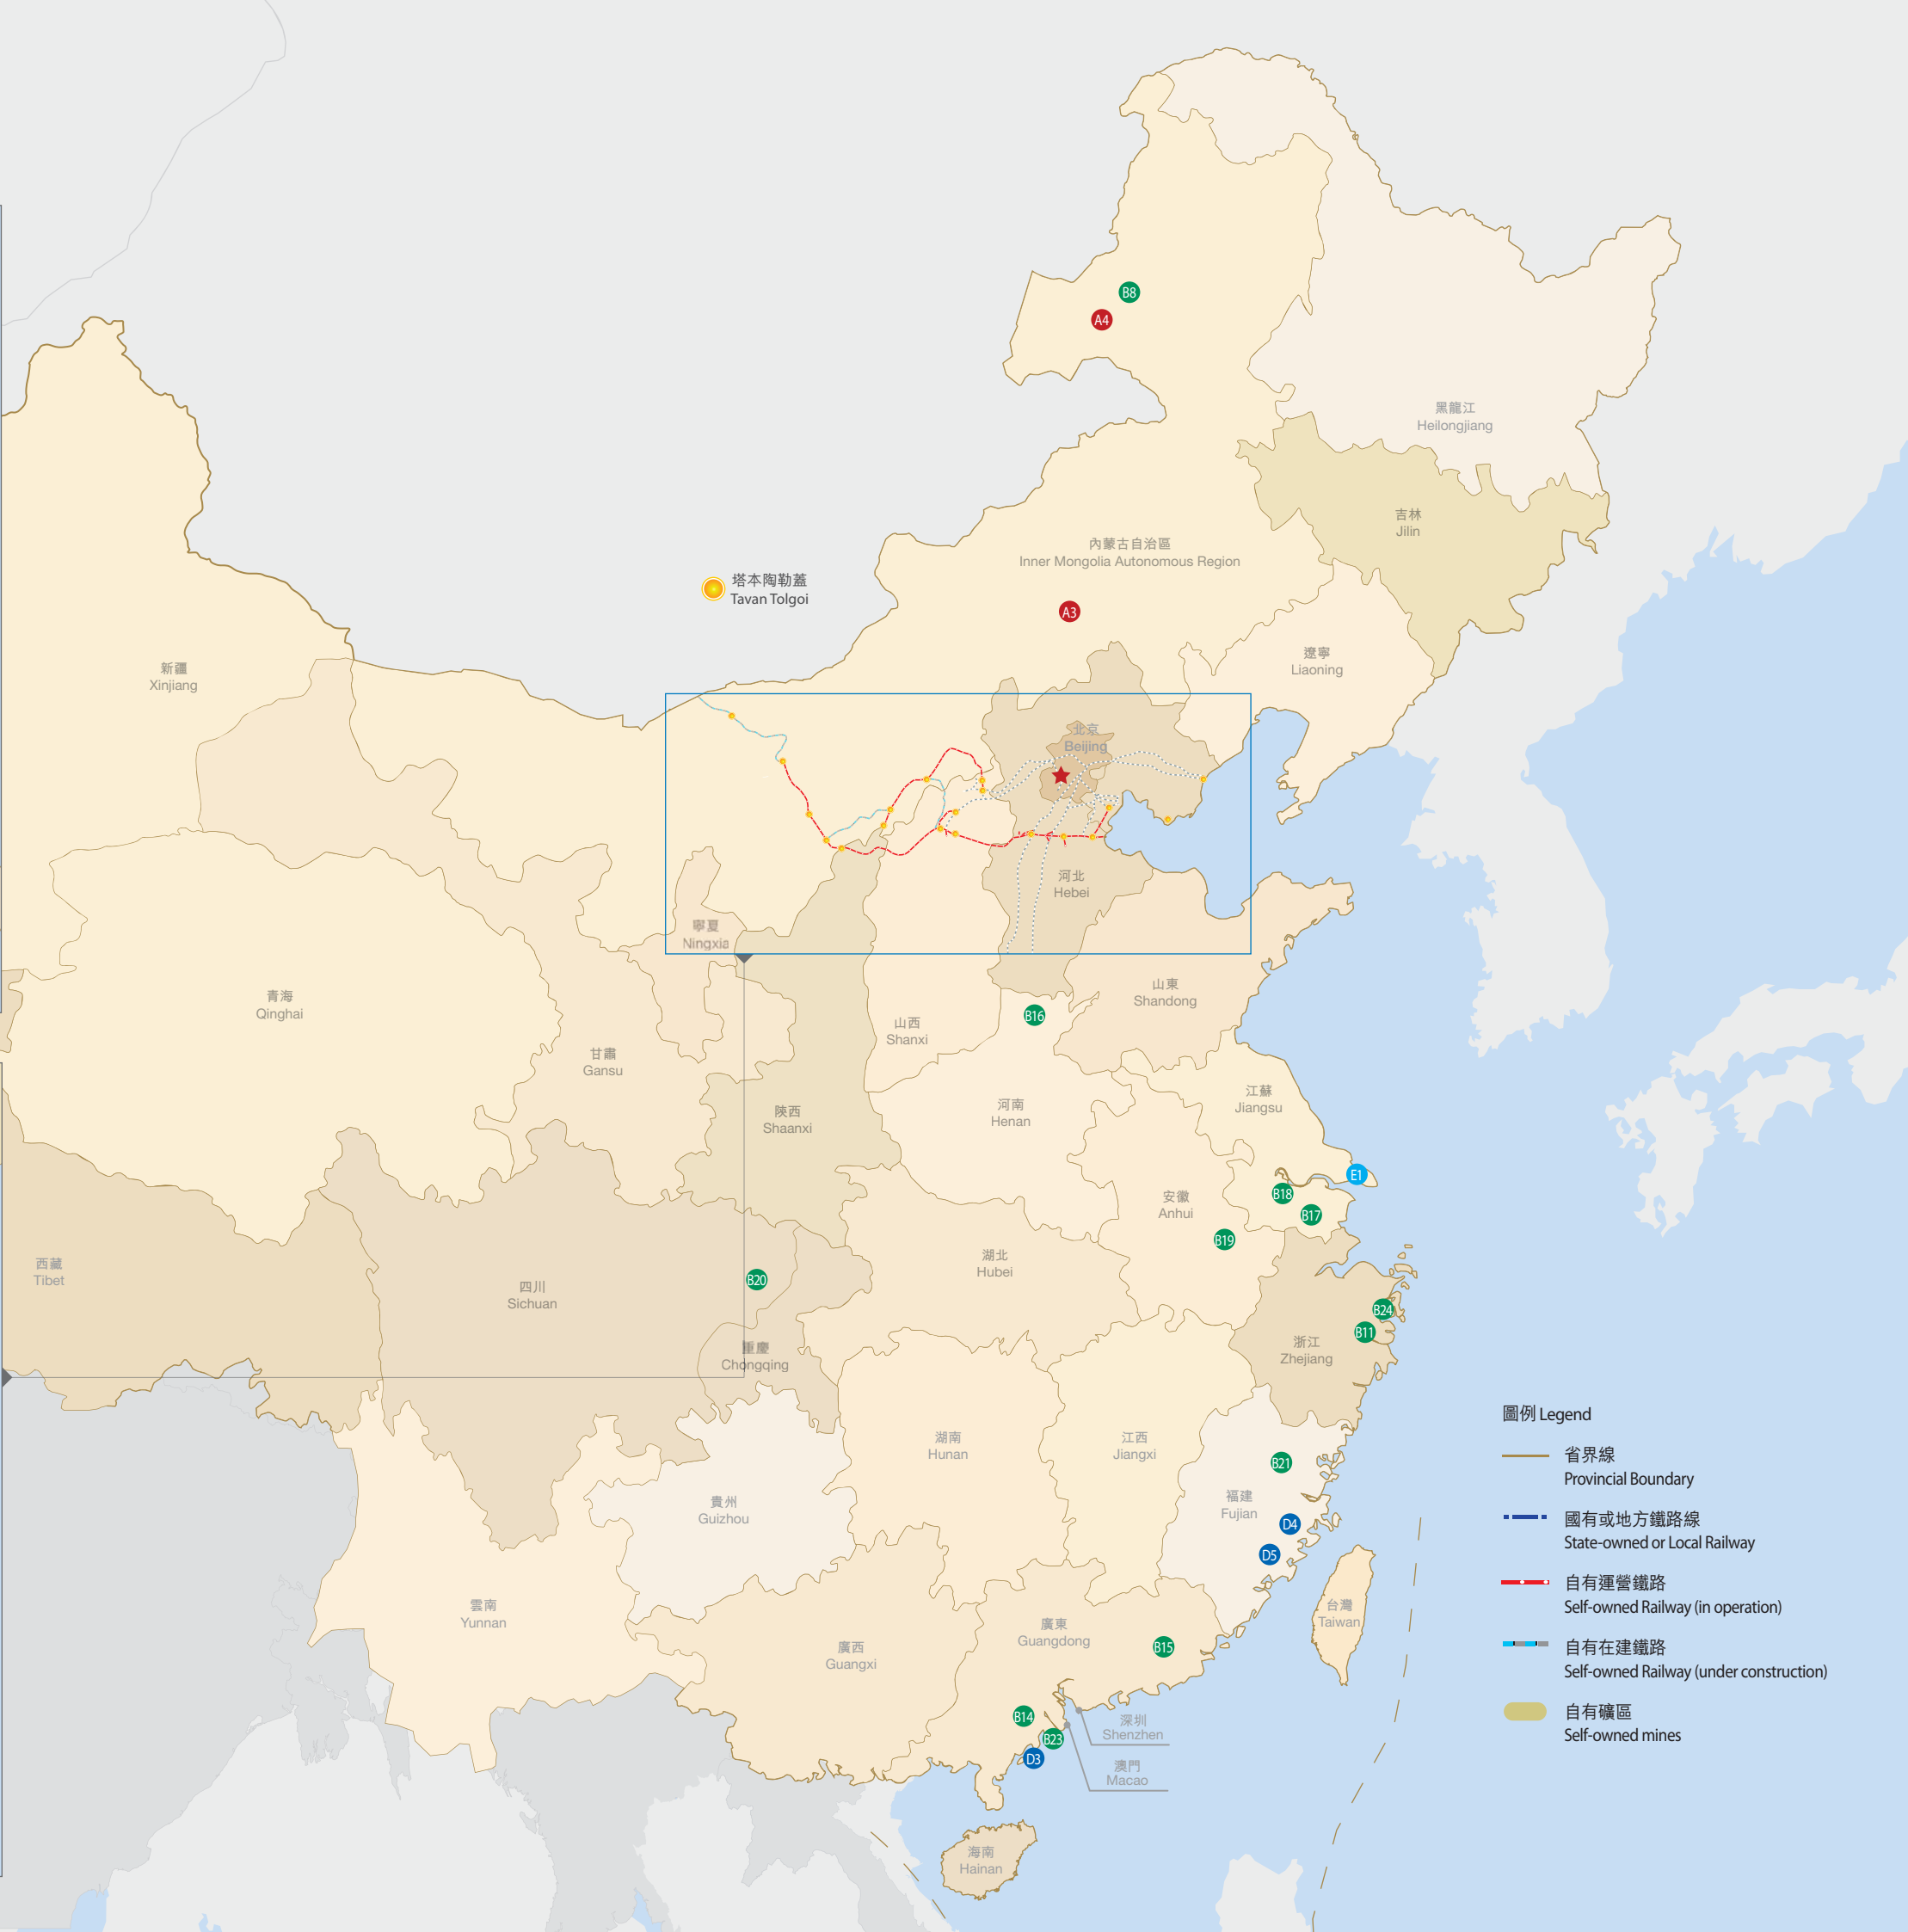 B8
A4
黑龍江
Heilongjiang
吉林
Jilin
內蒙古自治區
Inner Mongolia Autonomous Region
塔本陶勒蓋
Tavan Tolgoi
A3
遼寧
Liaoning
新疆
Xinjiang
北京
Beijing
河北
Hebei
寧夏
Ningxia
山東
Shandong
青海
Qinghai
B16
山西
Shanxi
甘肅
Gansu
江蘇
Jiangsu
河南
Henan
陝西
Shaanxi
E1
B18
安徽
Anhui
B17
B19
湖北
Hubei
西藏
Tibet
四川
Sichuan
B20
B24
B11
浙江
Zhejiang
重慶
Chongqing
湖南
Hunan
江西
Jiangxi
B21
福建
Fujian
貴州
Guizhou
D4
D5
雲南
Yunnan
台灣
Taiwan
廣東
Guangdong
廣西
Guangxi
B15
B14
B23
D3
深圳
Shenzhen
澳門
Macao
海南
Hainan
圖例 Legend
省界線
Provincial Boundary
國有或地方鐵路線
State-owned or Local Railway
自有運營鐵路
Self-owned Railway (in operation)
自有在建鐵路
Self-owned Railway (under construction)
自有礦區
Self-owned mines